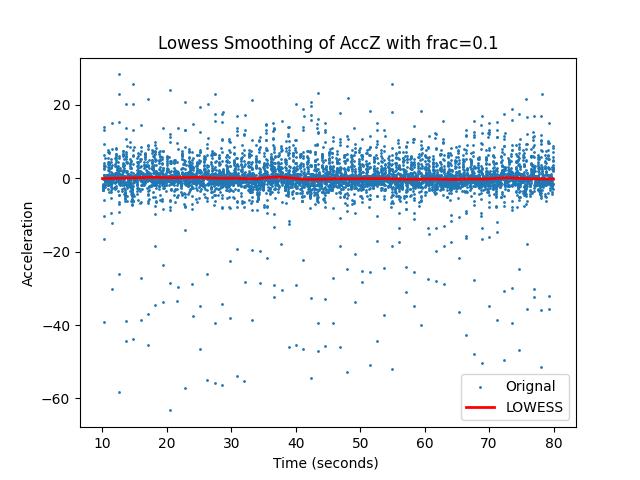 Lowess Smoothing of AccZ with frac=0.1
20
0
−20
−40
−60
Acceleration
10 20 30 40 50 60 70 80
Time (seconds)
Orignal
LOWESS